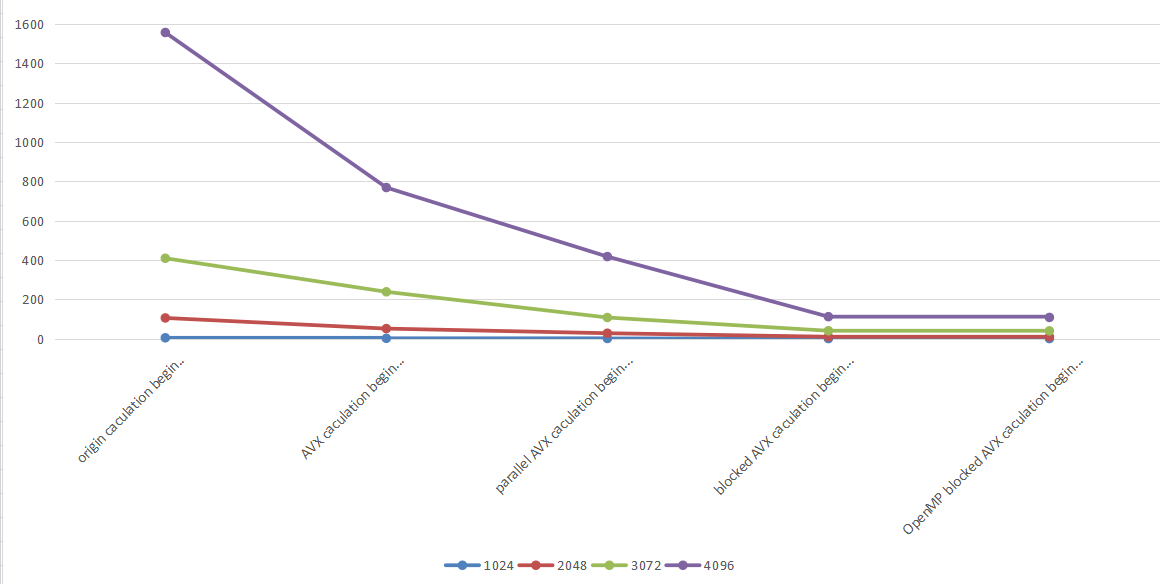 1600
1400
1200
1000
800
600
400
200
0
origin caculation begin...
AVX caculation begin...
parallel AVX caculation begin...
blocked AVX caculation begin...
OpenMP blocked AVX caculation begin...
1024 2048 3072 4096